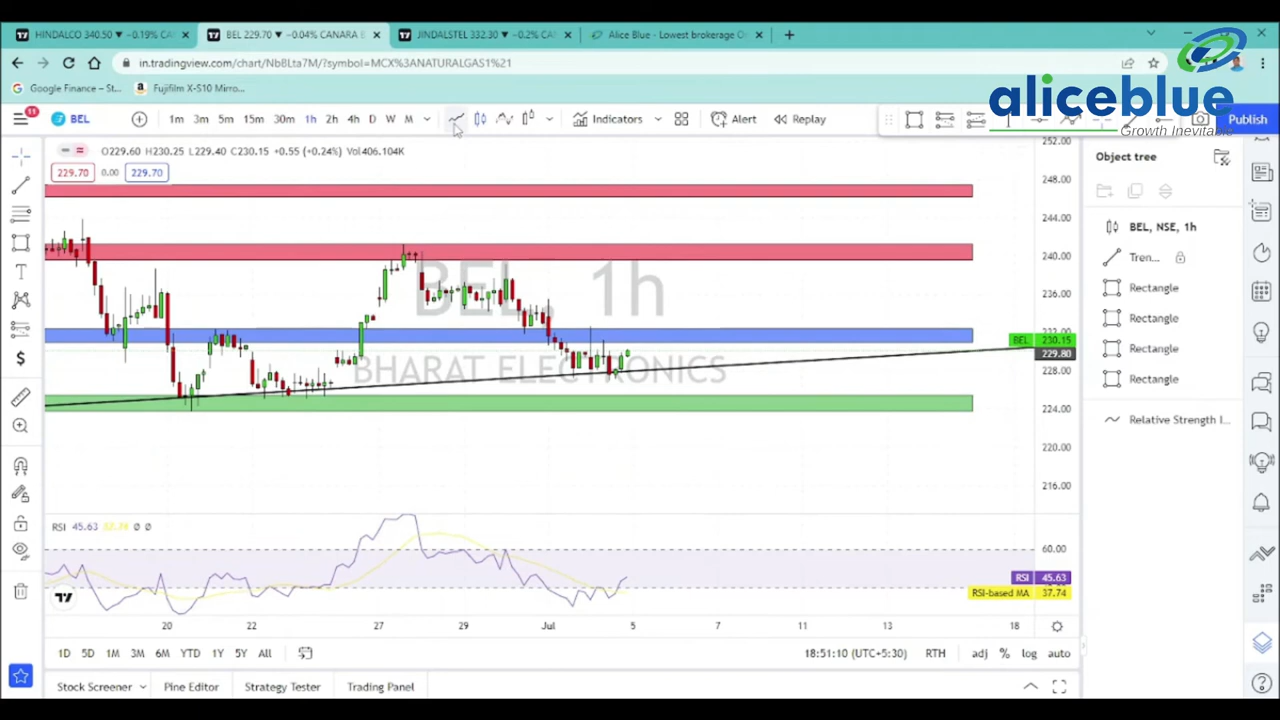 HINDALCO 340.50 ▼ −0.19% CA
BEL 229.70 ▼ −0.04% CANARA B
JINDALSTEL 332.30 ▼ −0.2% CA
Alice Blue - Lowest brokerage O
in.tradingview.com/chart/NbBLta7M/?symbol=MCX%3ANATURALGAS1%21
Google Finance – St...
Fujifilm X-S10 Mirro...
aliceblue
Growth Inevitable
11
BEL
1m 3m 5m 15m 30m 1h 2h 4h D W M
Indicators
Alert
Replay
Publish
O229.60 H230.25 L229.40 C230.15 +0.55 (+0.24%) Vol406.104K
229.70 0.00 229.70
BEL, 1h
BHARAT ELECTRONICS
252.00
248.00
244.00
240.00
236.00
BEL 230.15
229.80
228.00
224.00
220.00
216.00
Object tree
BEL, NSE, 1h
Tren...
Rectangle
Rectangle
Rectangle
Rectangle
Relative Strength I...
RSI 45.63
60.00
RSI 45.63
RSI-based MA 37.74
20 22 27 29 Jul 5 7 11 13 18
1D 5D 1M 3M 6M YTD 1Y 5Y All
18:51:10 (UTC+5:30) RTH adj % log auto
Stock Screener Pine Editor Strategy Tester Trading Panel